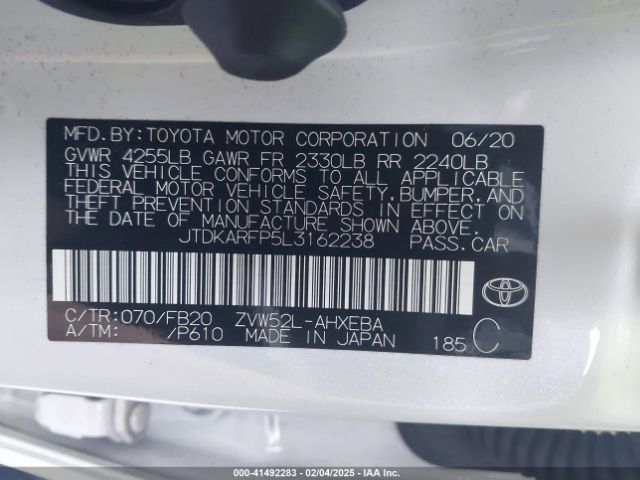 MFD.BY:TOYOTA MOTOR CORPORATION 06/20
GVWR 4255LB GAWR FR 2330LB RR 2240LB
THIS VEHICLE CONFORMS TO ALL APPLICABLE
FEDERAL MOTOR VEHICLE SAFETY,BUMPER,AND
THEFT PREVENTION STANDARDS IN EFFECT ON
THE DATE OF MANUFACTURE SHOWN ABOVE.
JTDKARFP5L3162238 PASS.CAR
C/TR:070/FB20 ZVW52L-AHXEBA
A/TM: /P610 MADE IN JAPAN 185 C
000-41492283 - 02/04/2025 - IAA Inc.